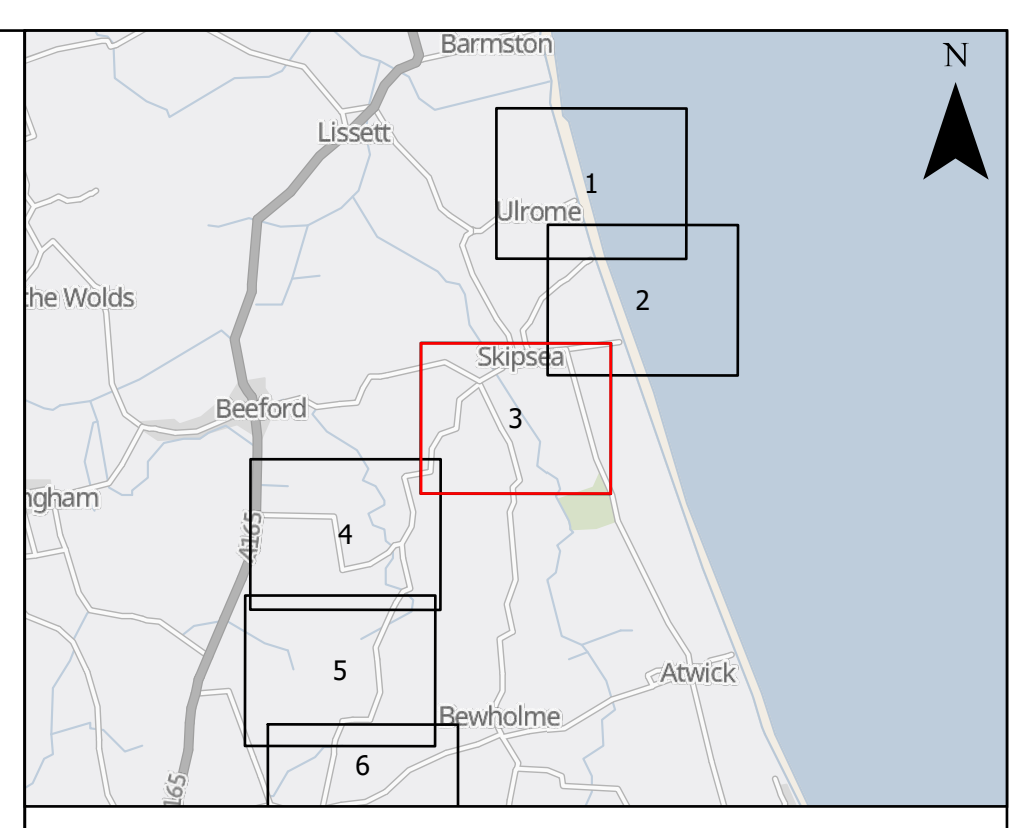 Barmston
N
Lissett
1
Ulrome
the Wolds
2
Skipsea
Beeford
3
ngham
A165
4
5
Atwick
Bewholme
6
165